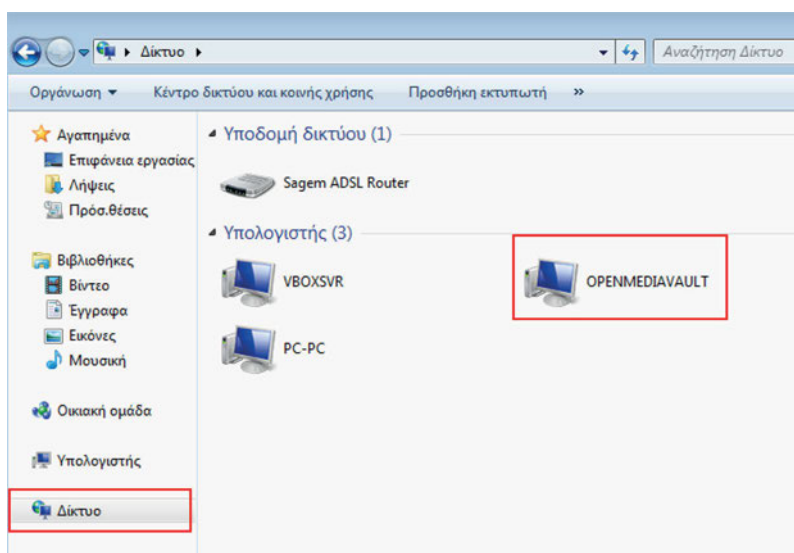 Δίκτυο
Αναζήτηση Δίκτυο
Οργάνωση
Κέντρο δικτύου και κοινής χρήσης
Προσθήκη εκτυπωτή
»
Αγαπημένα
Επιφάνεια εργασίας
Λήψεις
Πρόσ.θέσεις
Βιβλιοθήκες
Βίντεο
Έγγραφα
Εικόνες
Μουσική
Οικιακή ομάδα
Υπολογιστής
Δίκτυο
Υποδομή δικτύου (1)
Sagem ADSL Router
Υπολογιστής (3)
VBOXSVR
OPENMEDIAVAULT
PC-PC